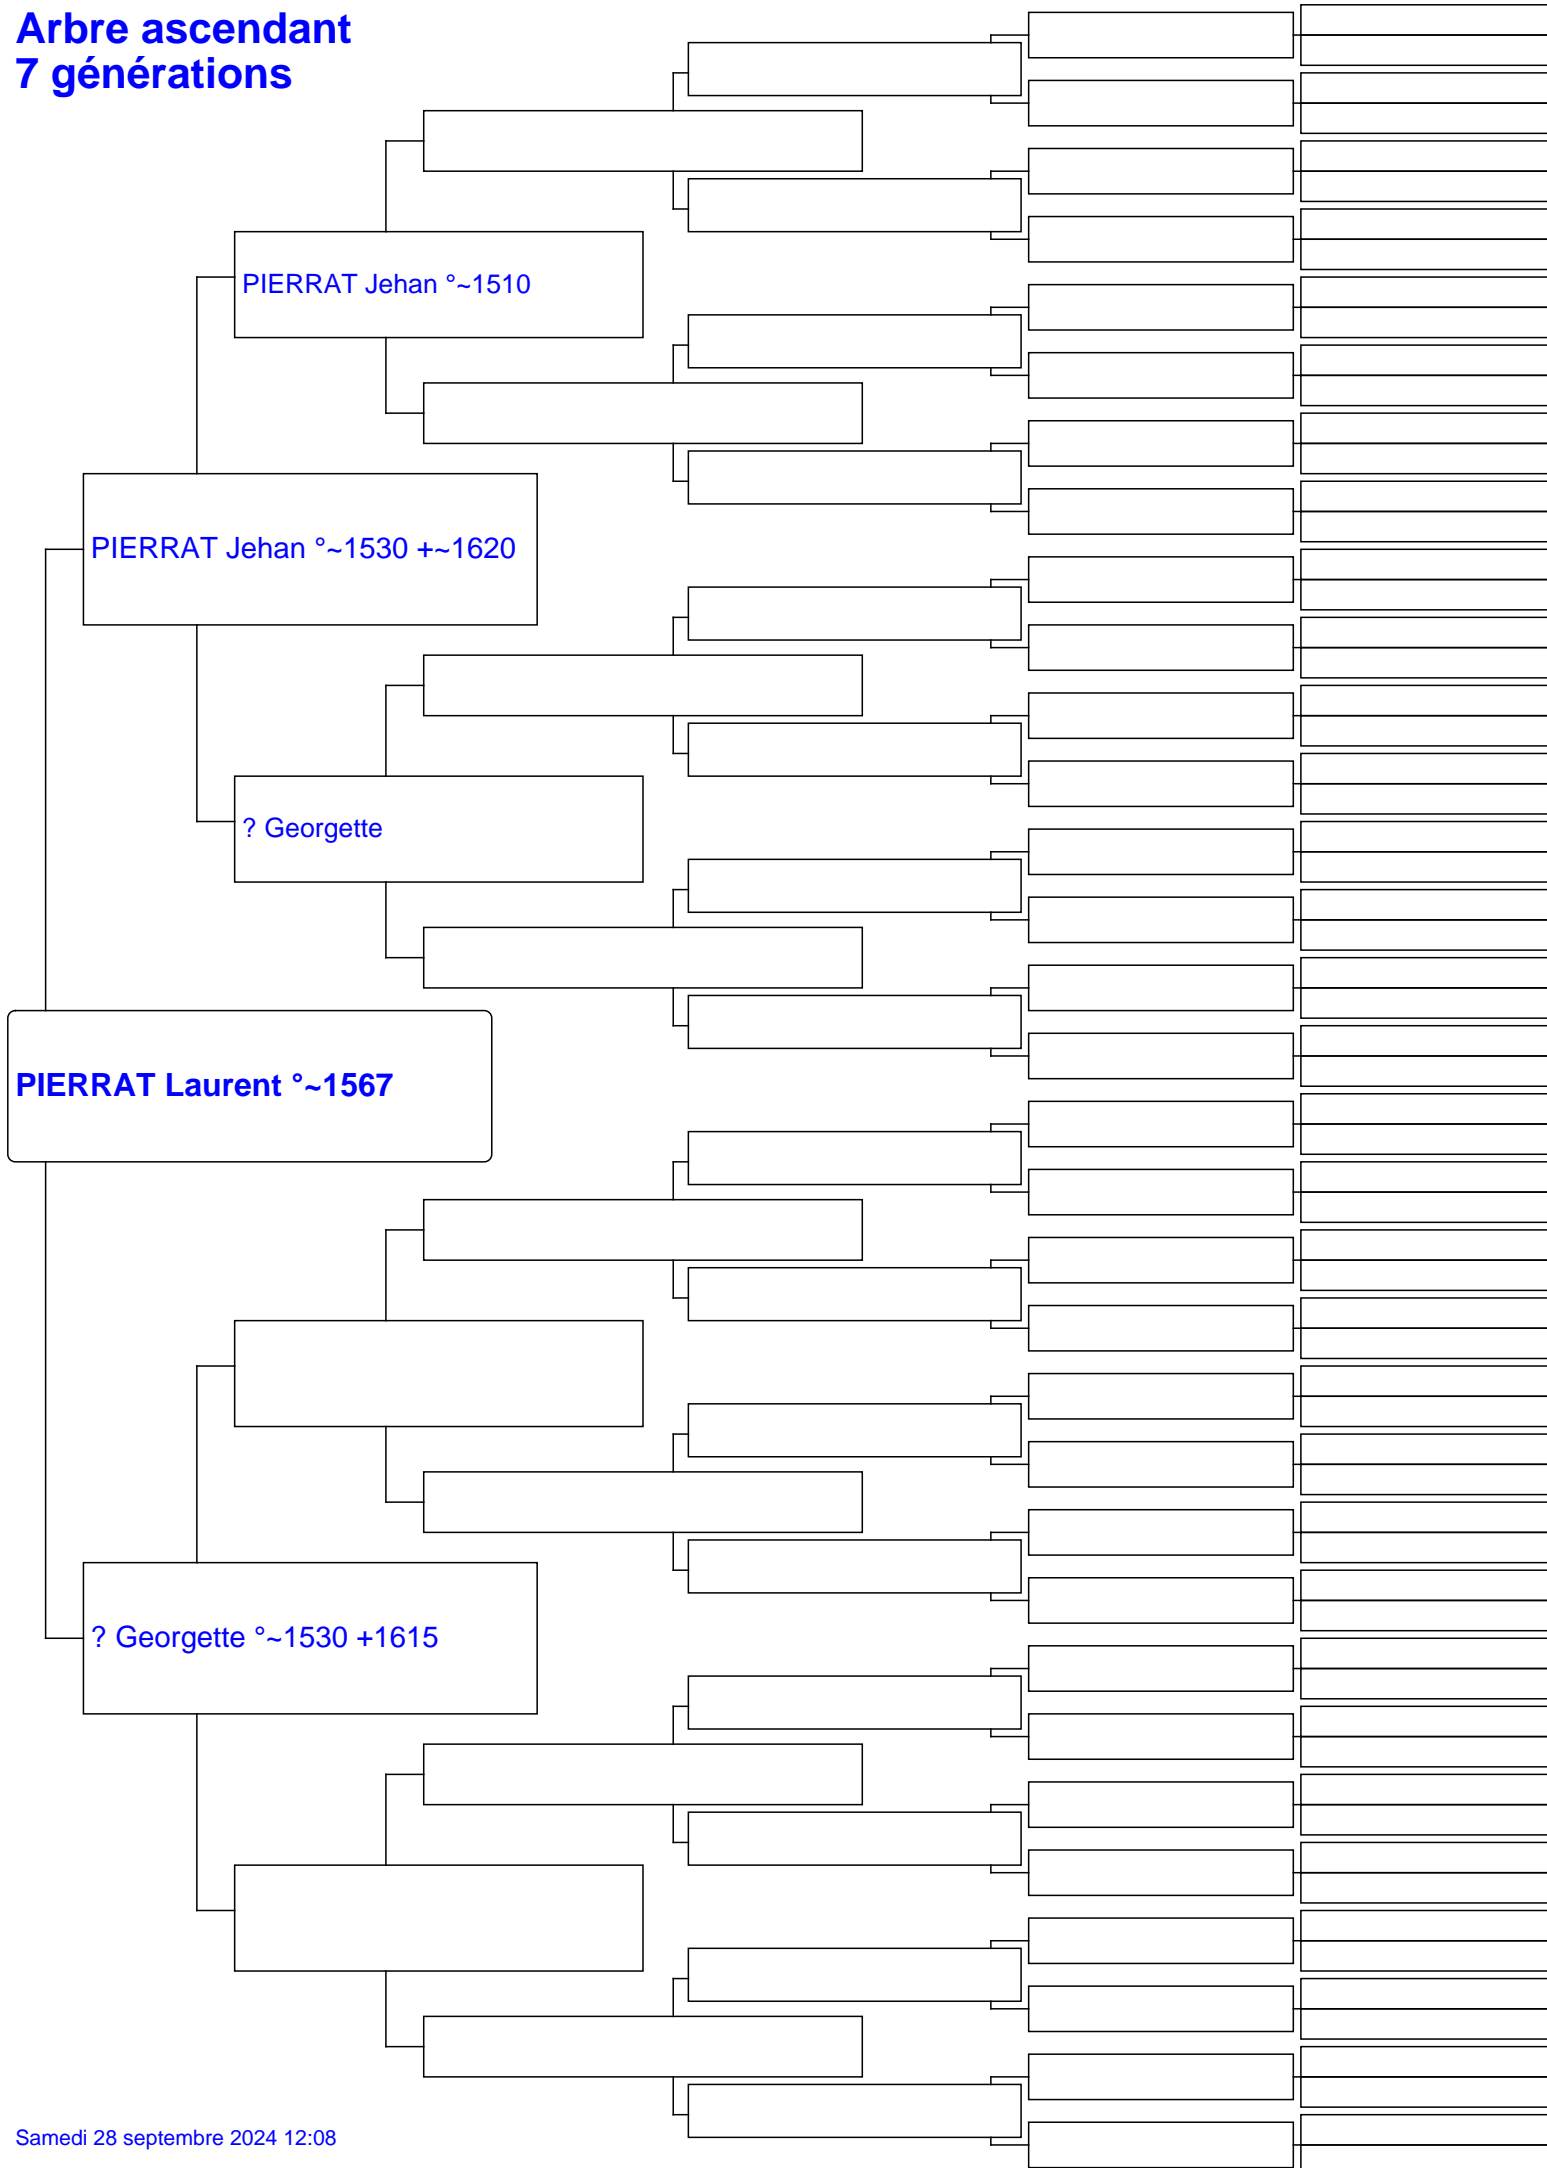 Arbre ascendant
7 générations
PIERRAT Jehan °~1510
PIERRAT Jehan °~1530 +~1620
? Georgette
PIERRAT Laurent °~1567
? Georgette °~1530 +1615
Samedi 28 septembre 2024 12:08